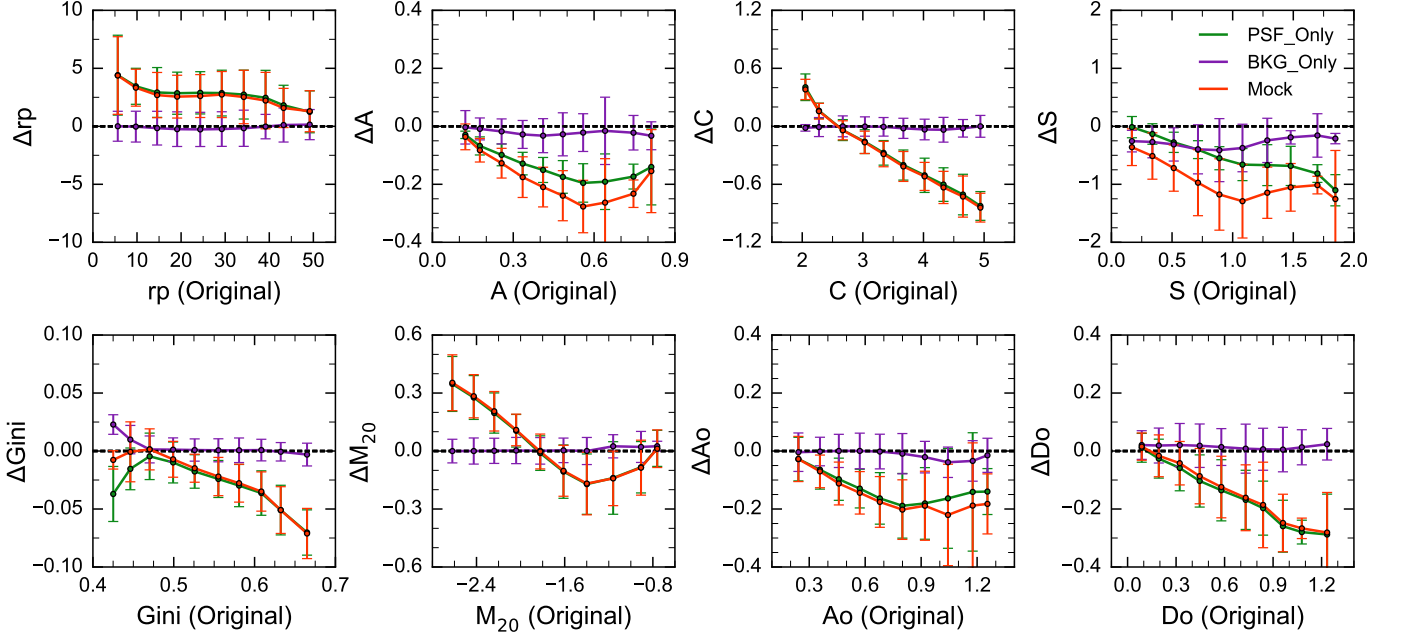 Δrp
10
5
0
−5
−10
0 10 20 30 40 50
rp (Original)
ΔA
0.4
0.2
0.0
−0.2
−0.4
0.0 0.3 0.6 0.9
A (Original)
ΔC
1.2
0.6
0.0
−0.6
−1.2
2 3 4 5
C (Original)
ΔS
2
1
0
−1
−2
0.0 0.5 1.0 1.5 2.0
S (Original)
PSF_Only
BKG_Only
Mock
ΔGini
0.10
0.05
0.00
−0.05
−0.10
0.4 0.5 0.6 0.7
Gini (Original)
ΔM20
0.6
0.3
0.0
−0.3
−0.6
−2.4 −1.6 −0.8
M20 (Original)
ΔAo
0.4
0.2
0.0
−0.2
−0.4
0.3 0.6 0.9 1.2
Ao (Original)
ΔDo
0.4
0.2
0.0
−0.2
−0.4
0.0 0.3 0.6 0.9 1.2
Do (Original)